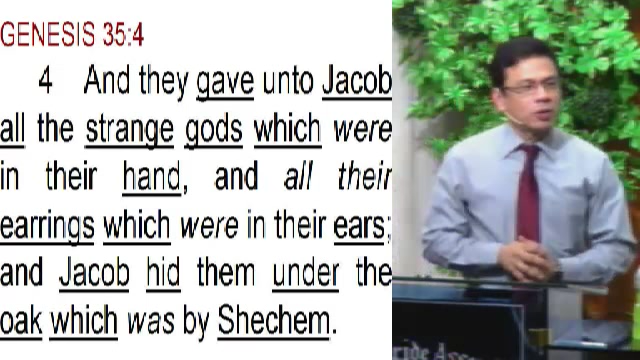 GENESIS 35:4
4 And they gave unto Jacob
all the strange gods which were
in their hand, and all their
earrings which were in their ears;
and Jacob hid them under the
oak which was by Shechem.